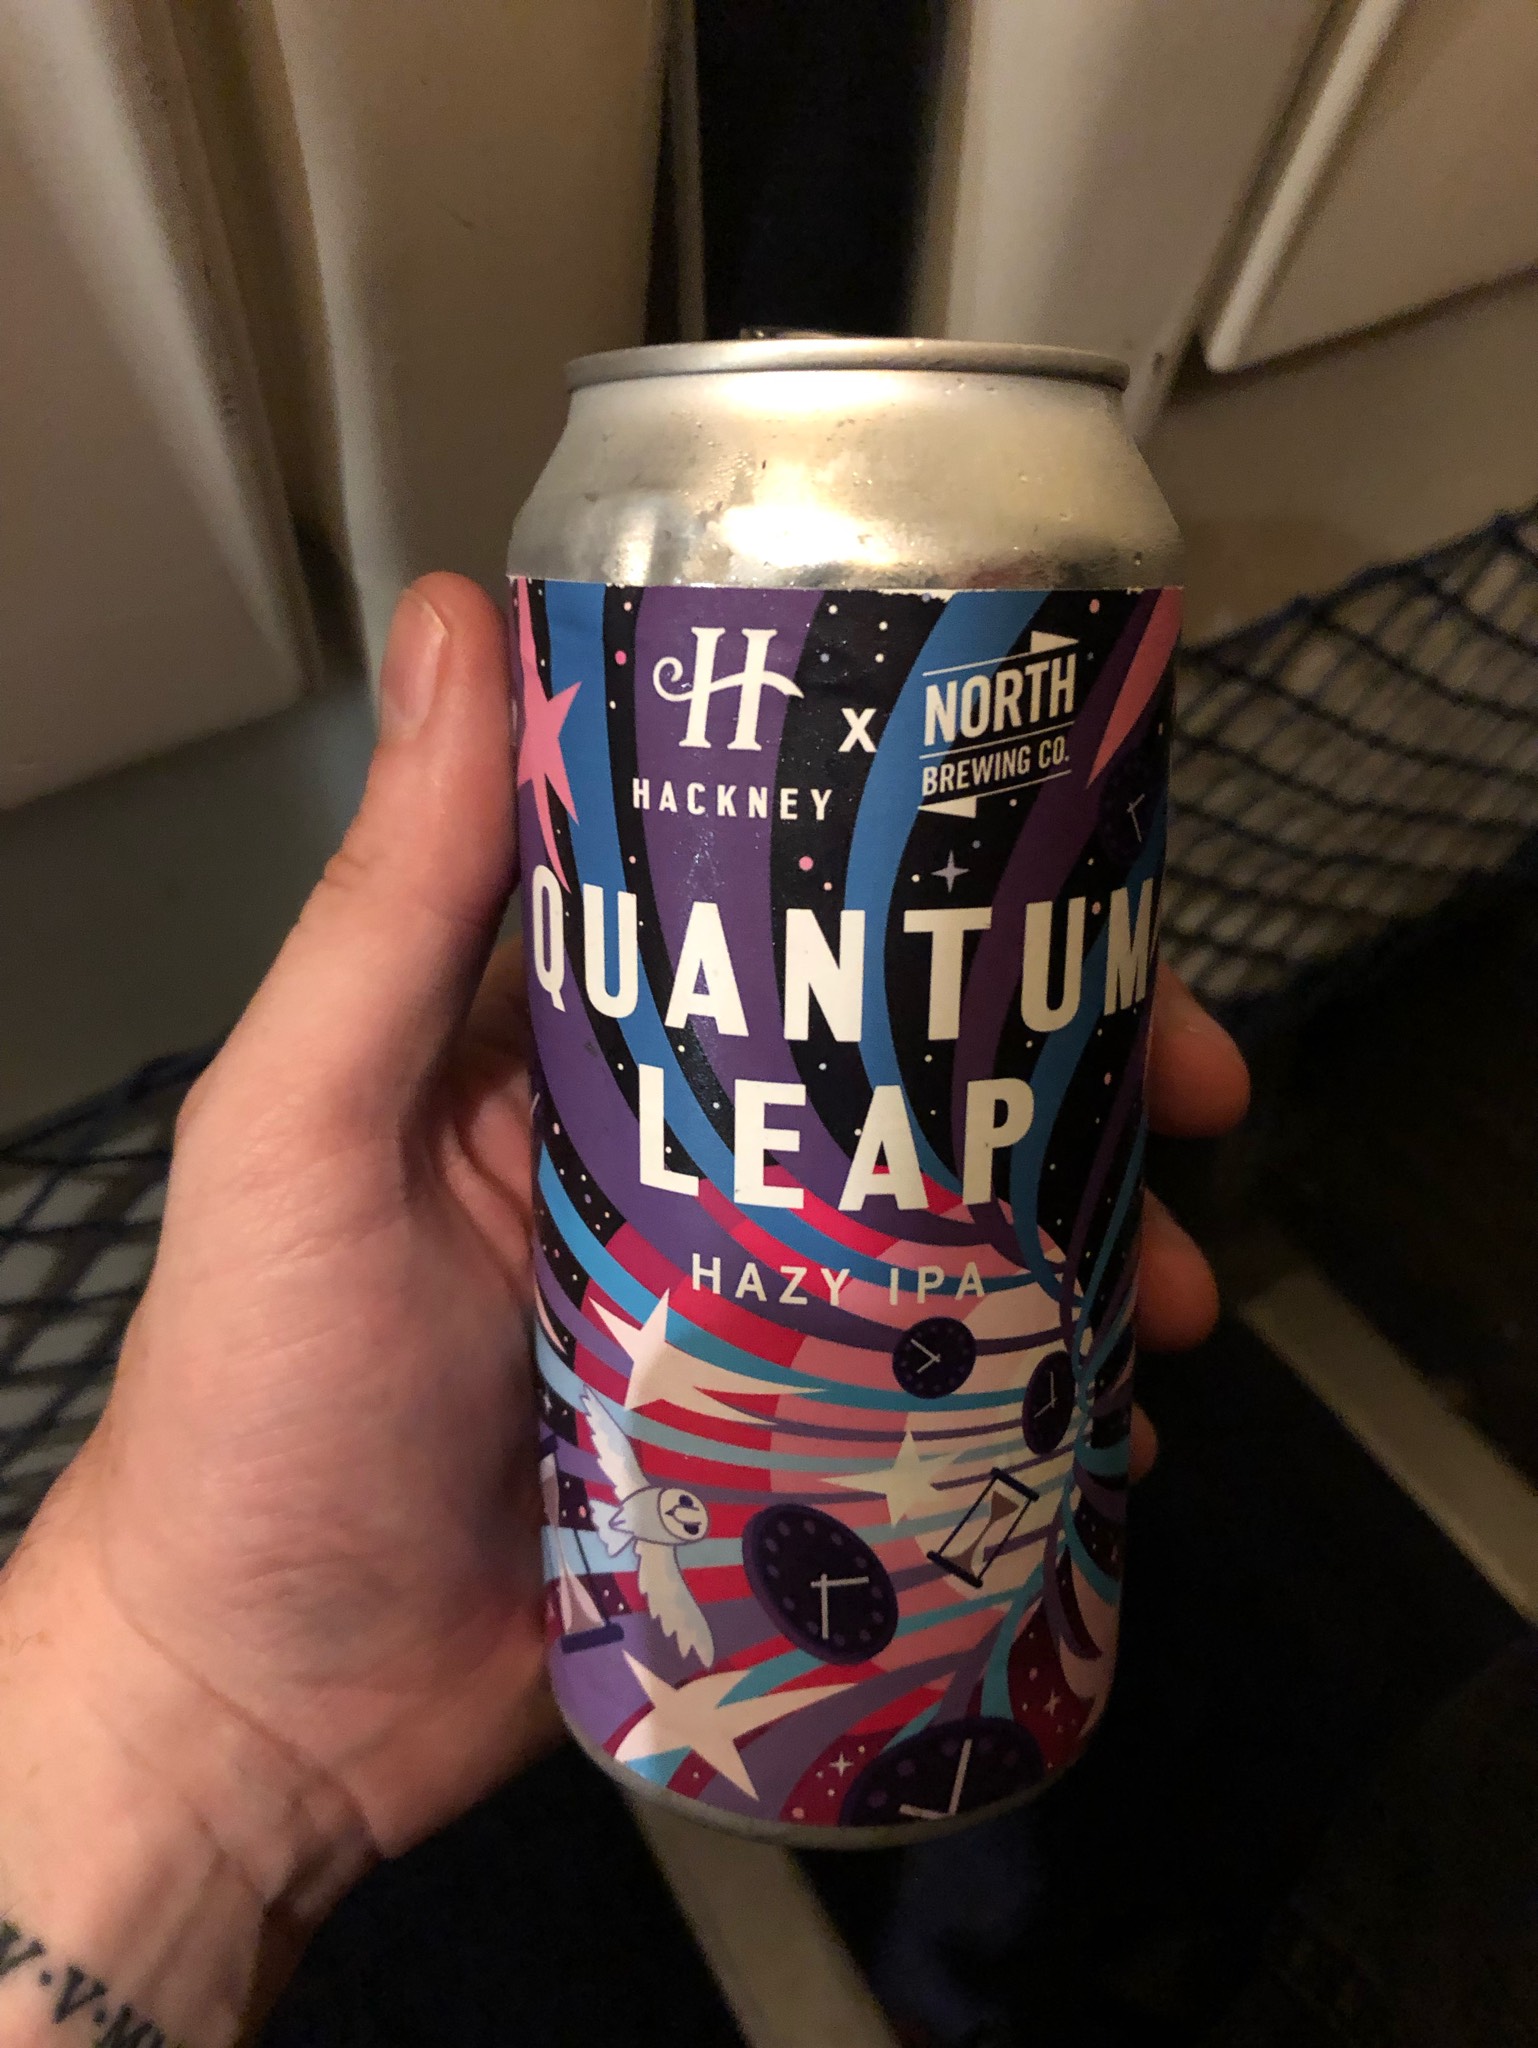 H
HACKNEY
X
NORTH
BREWING CO.
QUANTUM
LEAP
HAZY IPA